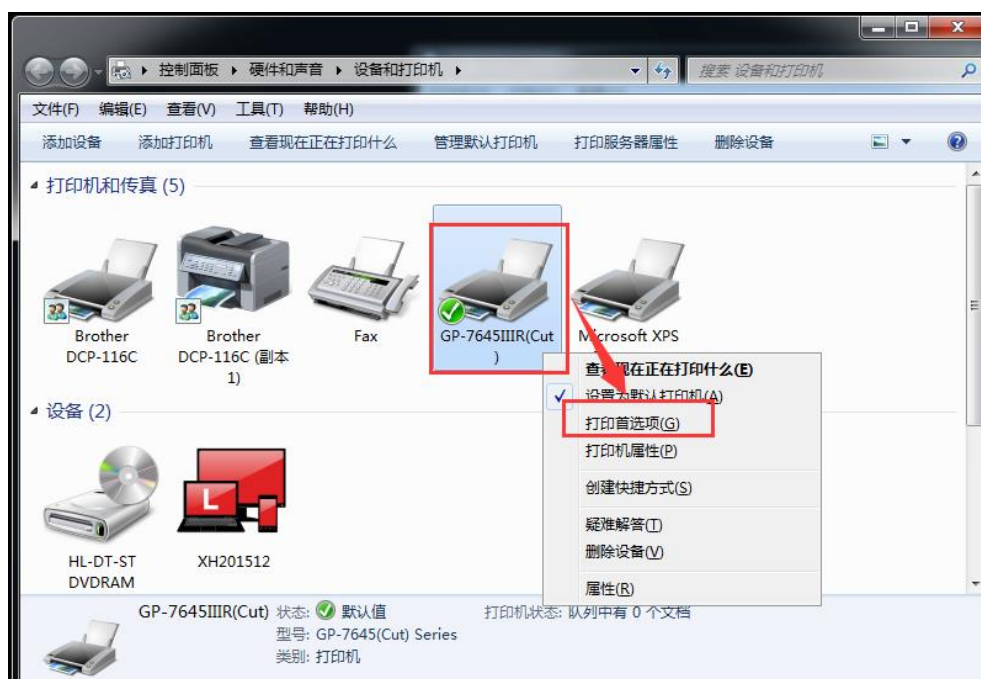 控制面板 ▸ 硬件和声音 ▸ 设备和打印机 ▸
搜索 设备和打印机
文件(F) 编辑(E) 查看(V) 工具(T) 帮助(H)
添加设备 添加打印机 查看现在正在打印什么 管理默认打印机 打印服务器属性 删除设备
打印机和传真 (5)
Brother
DCP-116C
Brother
DCP-116C (副本
1)
Fax
GP-7645IIIR(Cut
)
Microsoft XPS
查看现在正在打印什么(E)
设置为默认打印机(A)
打印首选项(G)
打印机属性(P)
创建快捷方式(S)
疑难解答(T)
删除设备(V)
属性(R)
设备 (2)
HL-DT-ST
DVDRAM
L
XH201512
GP-7645IIIR(Cut) 状态: 默认值 打印机状态: 队列中有 0 个文档
型号: GP-7645(Cut) Series
类别: 打印机